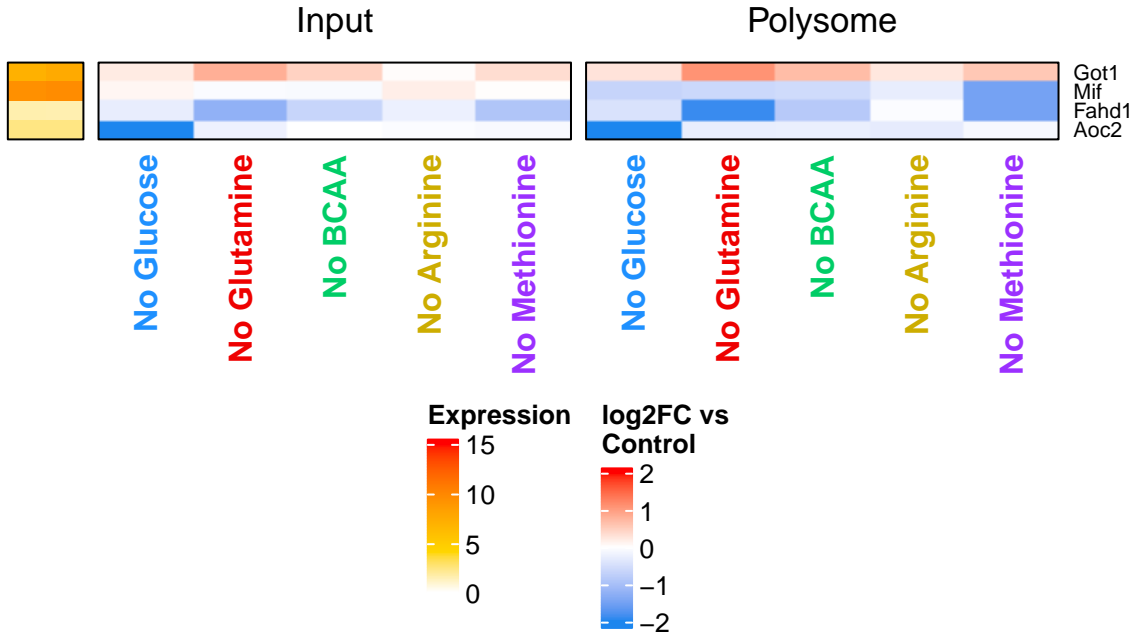 Input
Polysome
Got1
Mif
Fahd1
Aoc2
No Glucose
No Glutamine
No BCAA
No Arginine
No Methionine
No Glucose
No Glutamine
No BCAA
No Arginine
No Methionine
Expression
15
10
5
0
log2FC vs
Control
2
1
0
−1
−2